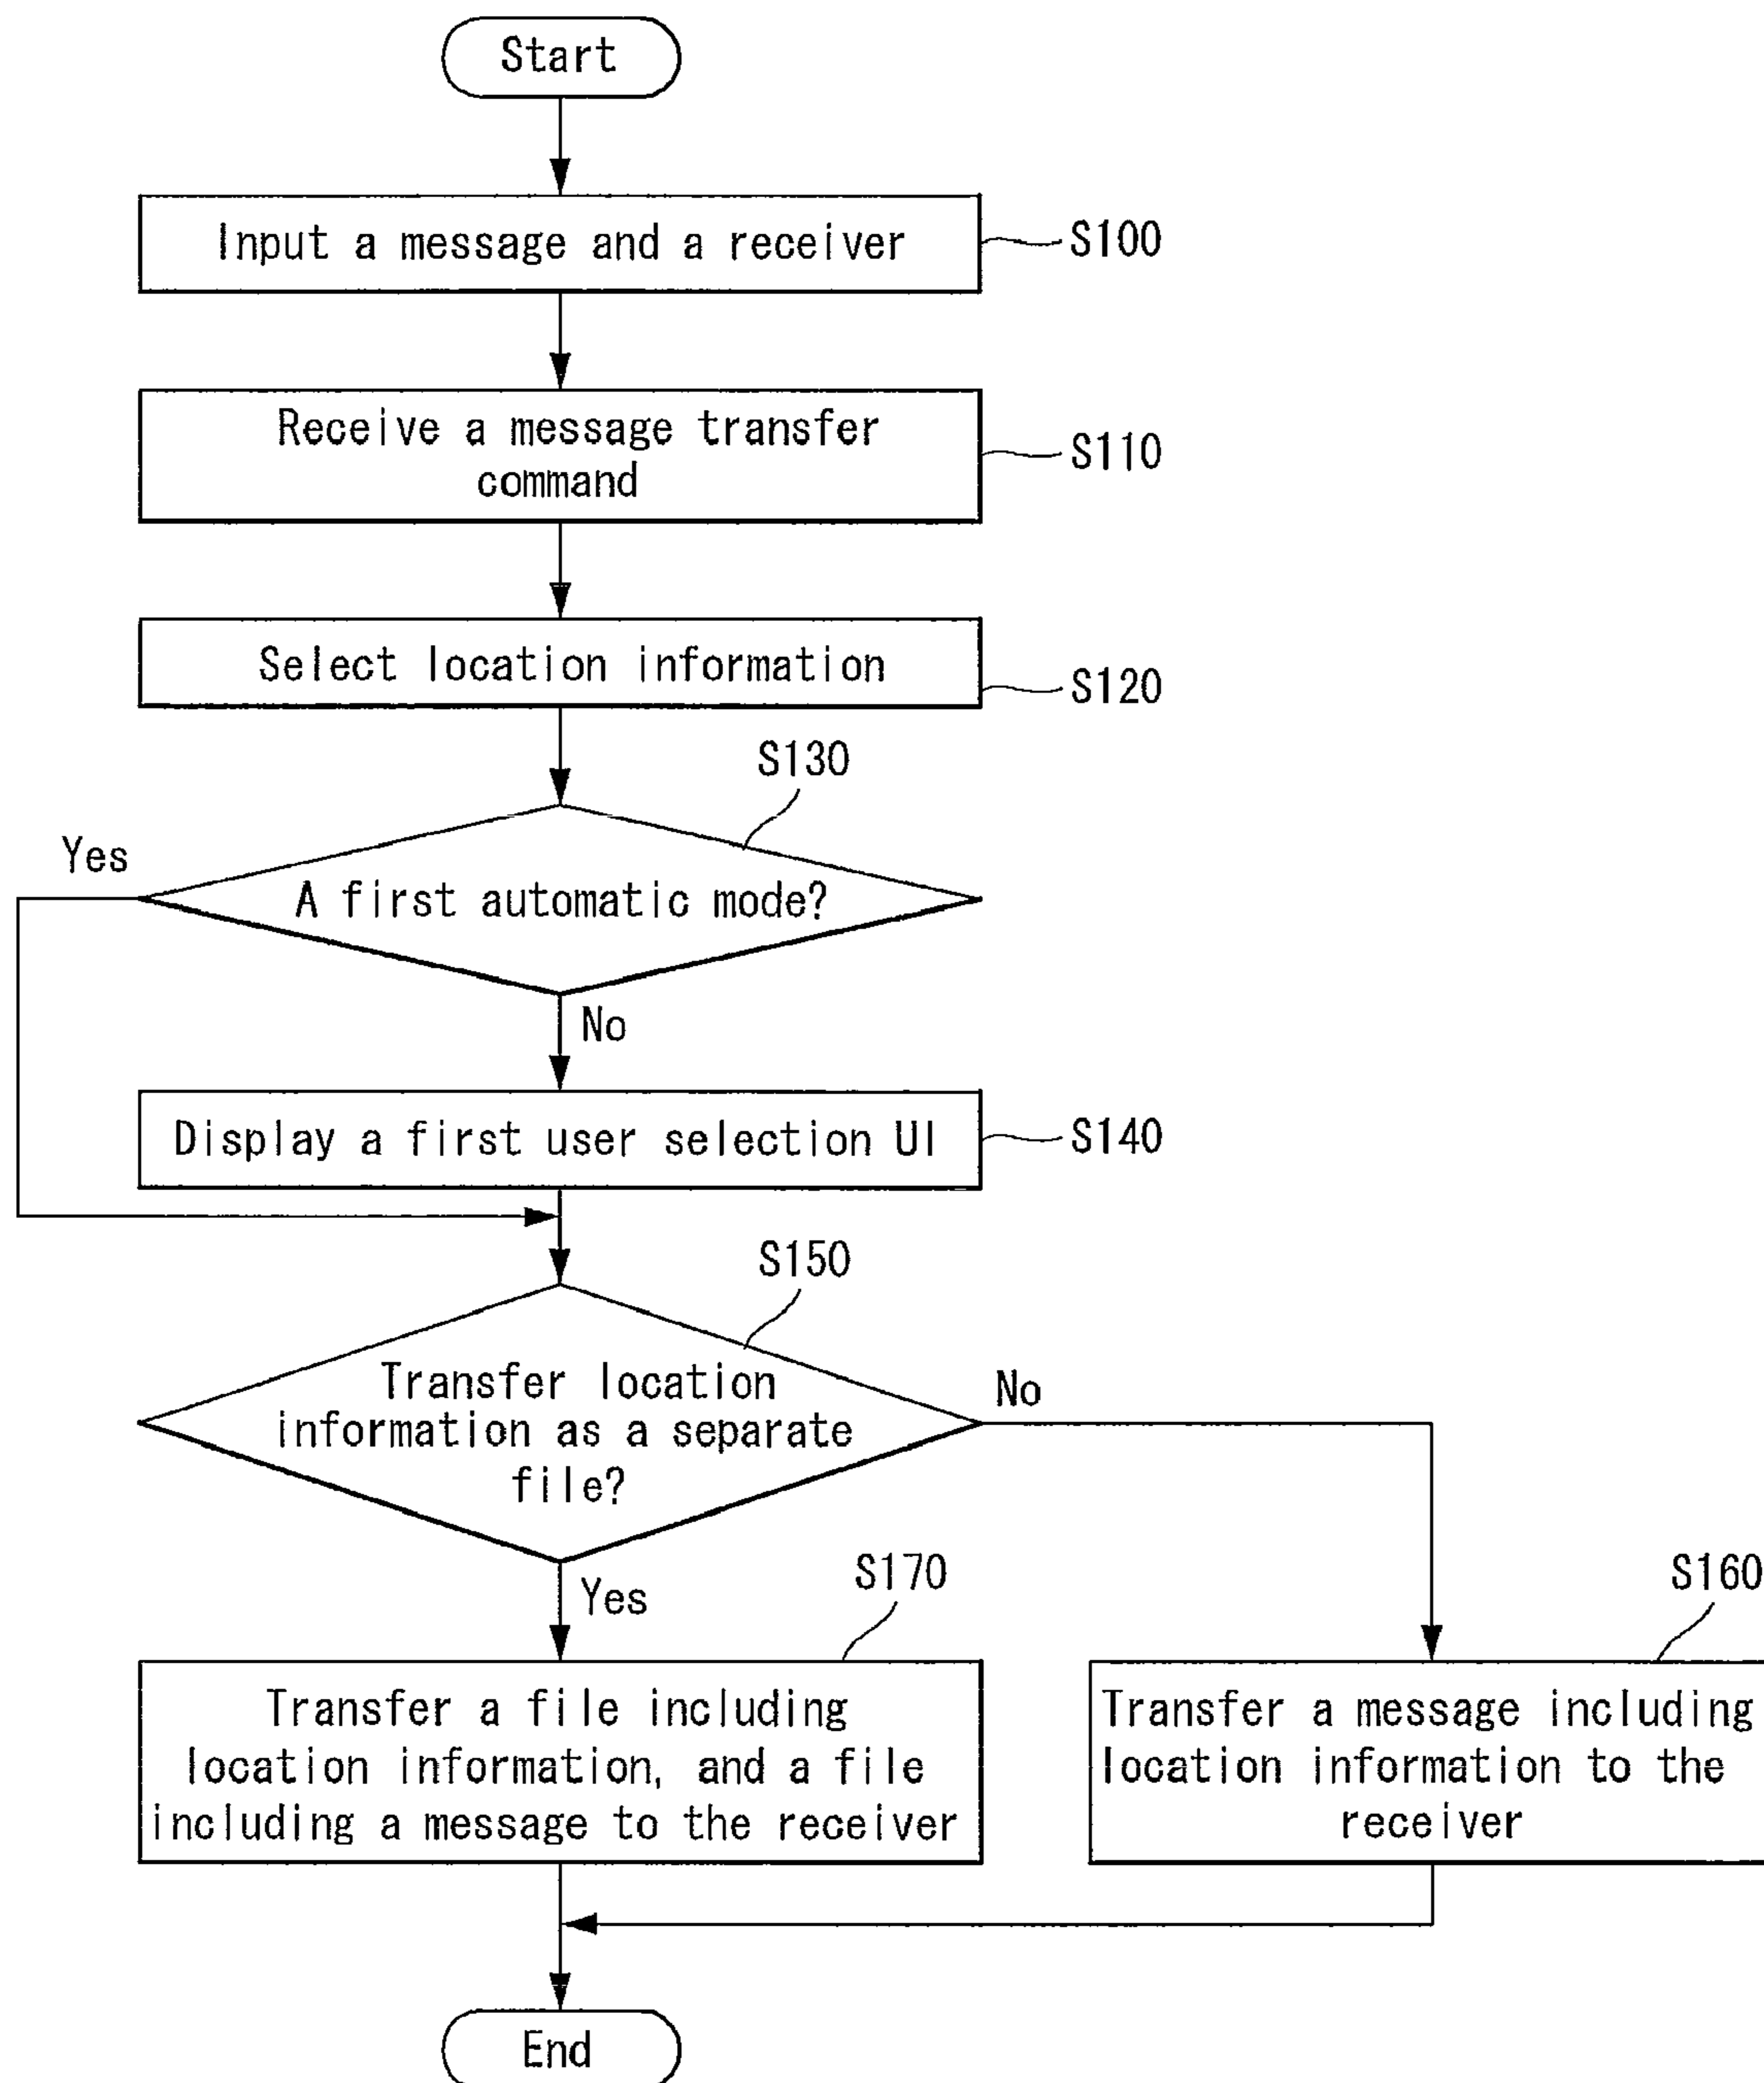 Start
Input a message and a receiver
S100
Receive a message transfer
command
S110
Select location information
S120
S130
Yes
A first automatic mode?
No
Display a first user selection UI
S140
S150
Transfer location
information as a separate
file?
No
Yes
S170
S160
Transfer a file including
location information, and a file
including a message to the receiver
Transfer a message including
location information to the
receiver
End